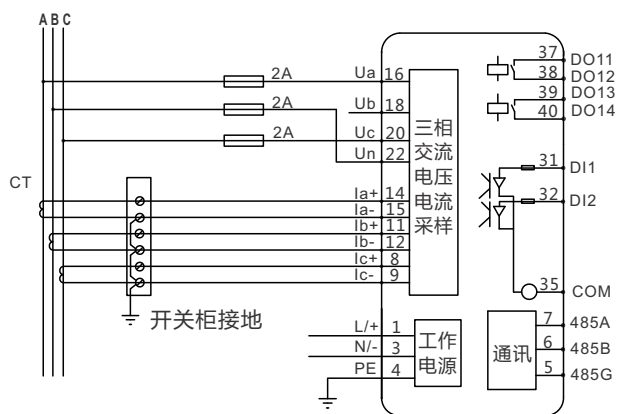 A B C
2A Ua 16
2A Ub 18
2A Uc 20
Un 22
三相
交流
电压
电流
采样
CT
Ia+ 14
Ia- 15
Ib+ 11
Ib- 12
Ic+ 8
Ic- 9
开关柜接地
L/+ 1
N/- 3
PE 4
工作
电源
37 DO11
38 DO12
39 DO13
40 DO14
31 DI1
32 DI2
35 COM
通讯
7 485A
6 485B
5 485G